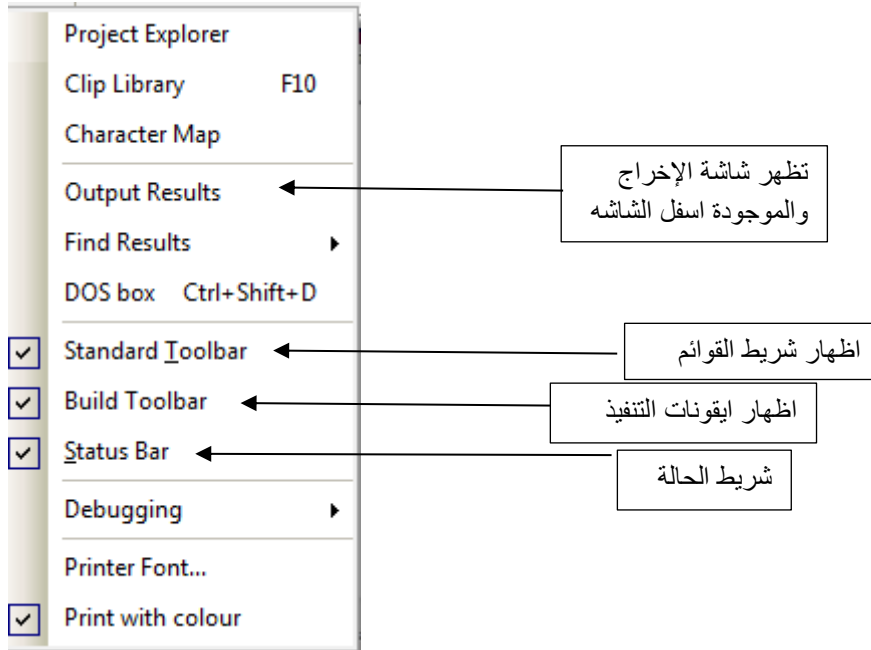 Project Explorer
Clip Library F10
Character Map
Output Results
تظهر شاشة الإخراج
والموجودة اسفل الشاشه
Find Results
DOS box Ctrl+Shift+D
Standard Toolbar
اظهار شريط القوائم
Build Toolbar
اظهار ايقونات التنفيذ
Status Bar
شريط الحالة
Debugging
Printer Font...
Print with colour